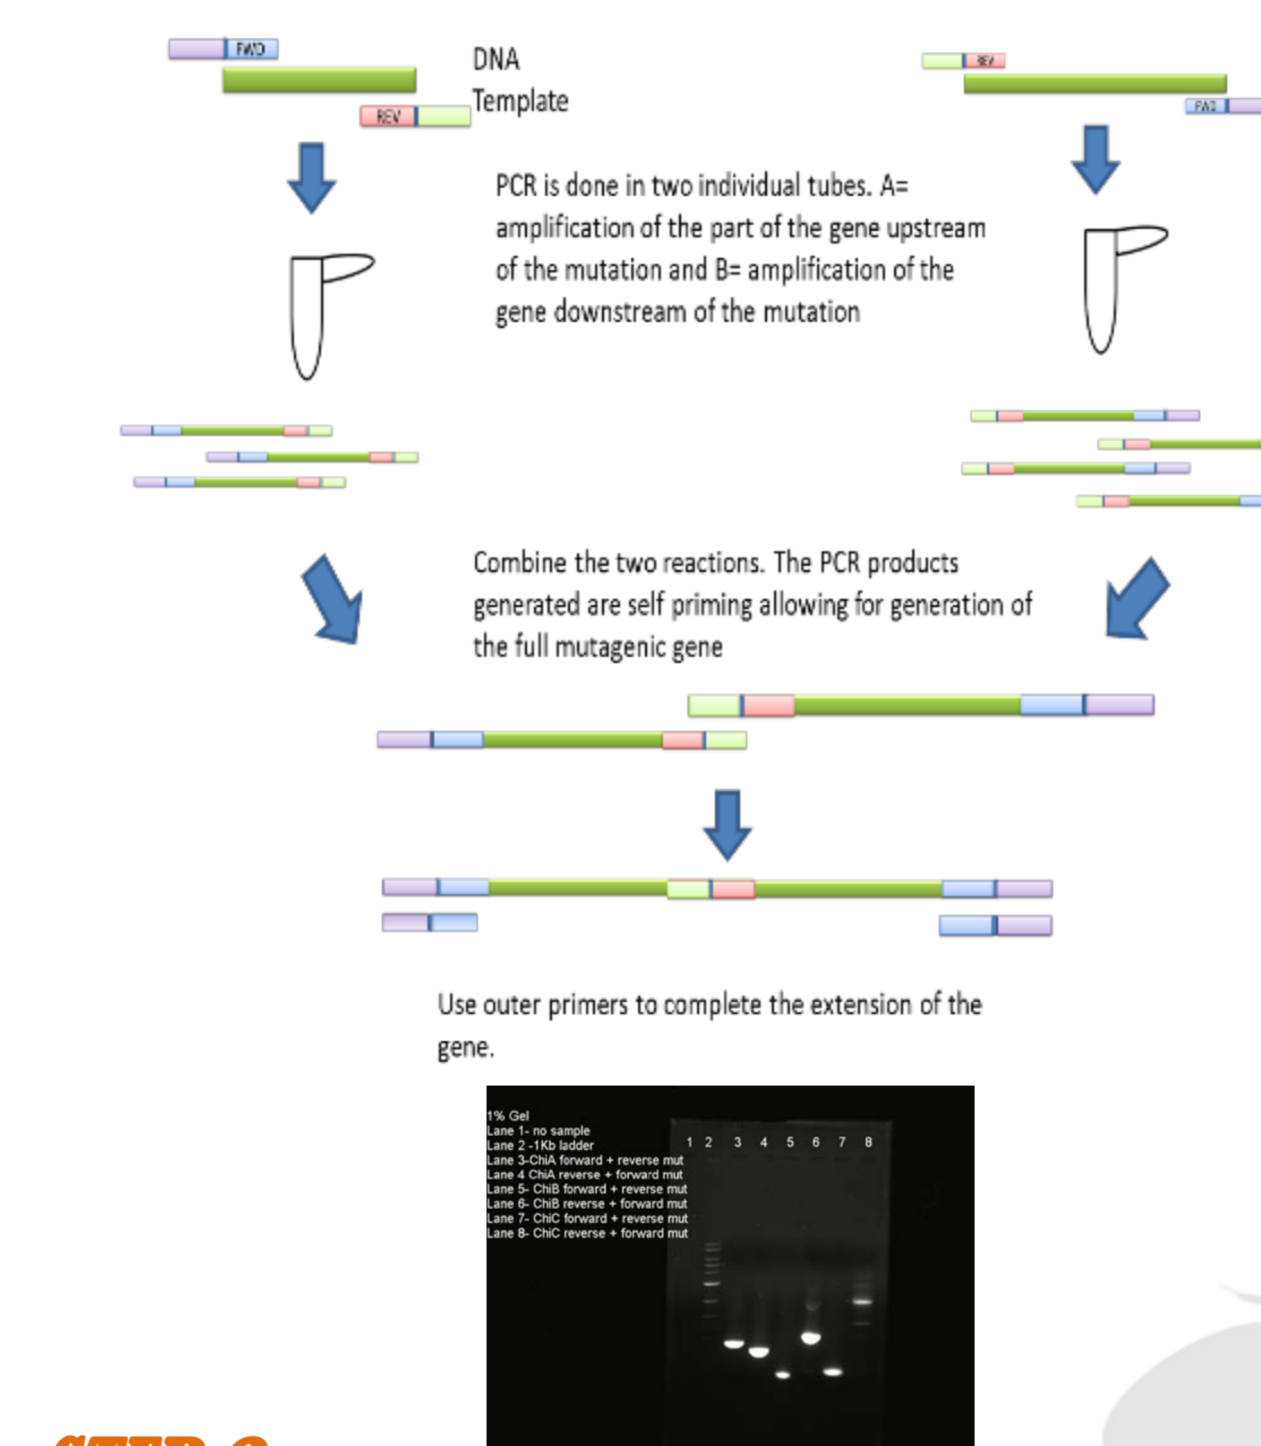 FWD
DNA
Template
REV
REV
FWD
PCR is done in two individual tubes. A=
amplification of the part of the gene upstream
of the mutation and B= amplification of the
gene downstream of the mutation
Combine the two reactions. The PCR products
generated are self priming allowing for generation of
the full mutagenic gene
Use outer primers to complete the extension of the
gene.
1% Gel
Lane 1- no sample
Lane 2 -1Kb ladder
Lane 3-ChiA forward + reverse mut
Lane 4 ChiA reverse + forward mut
Lane 5- ChiB forward + reverse mut
Lane 6- ChiB reverse + forward mut
Lane 7- ChiC forward + reverse mut
Lane 8- ChiC reverse + forward mut
1 2 3 4 5 6 7 8